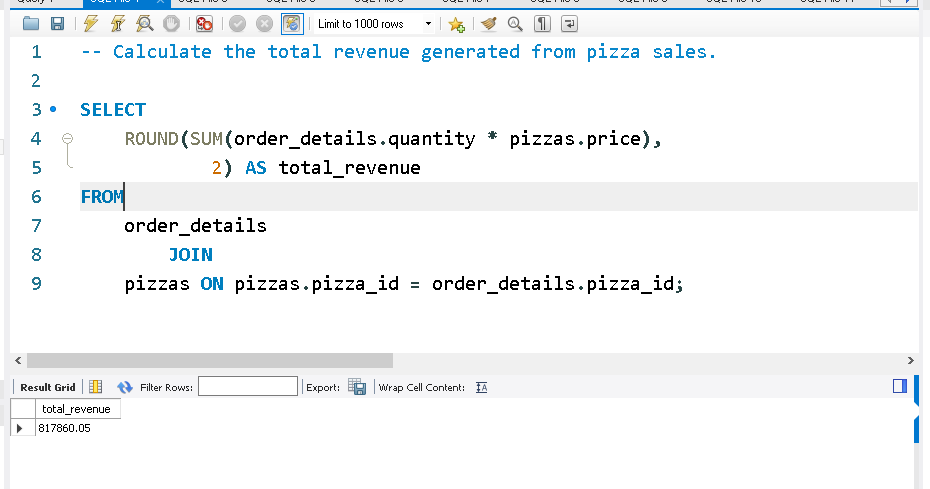 Limit to 1000 rows
1 -- Calculate the total revenue generated from pizza sales.
2
3 SELECT
4 ROUND(SUM(order_details.quantity * pizzas.price),
5 2) AS total_revenue
6 FROM
7 order_details
8 JOIN
9 pizzas ON pizzas.pizza_id = order_details.pizza_id;
Result Grid Filter Rows: Export: Wrap Cell Content:
total_revenue
817860.05